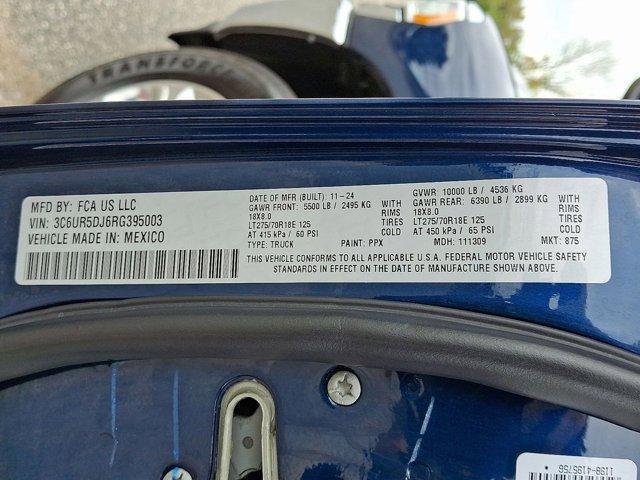 TRANSFORCE
MFD BY: FCA US LLC
VIN: 3C6UR5DJ6RG395003
VEHICLE MADE IN: MEXICO
DATE OF MFR (BUILT): 11-24
GAWR FRONT: 5500 LB / 2495 KG
18X8.0
LT275/70R18E 125
AT 415 kPa / 60 PSI
TYPE: TRUCK
WITH
RIMS
TIRES
COLD
PAINT: PPX
GVWR: 10000 LB / 4536 KG
GAWR REAR: 6390 LB / 2899 KG
18X8.0
LT275/70R18E 125
AT 450 kPa / 65 PSI
MDH: 111309
WITH
RIMS
TIRES
COLD
MKT: 875
THIS VEHICLE CONFORMS TO ALL APPLICABLE U.S.A. FEDERAL MOTOR VEHICLE SAFETY
STANDARDS IN EFFECT ON THE DATE OF MANUFACTURE SHOWN ABOVE.
1198-4195756